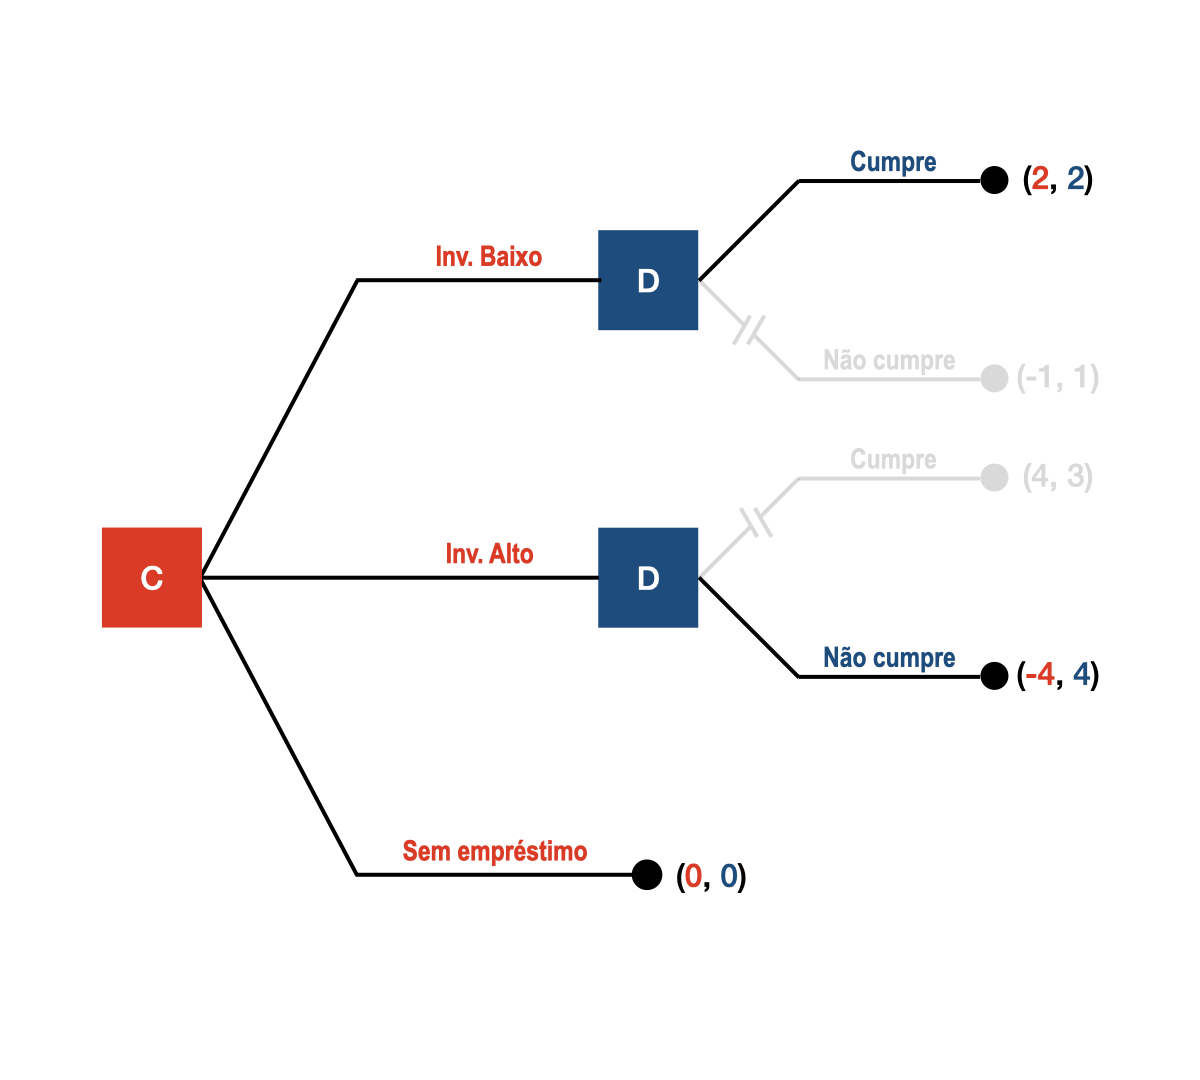 Cumpre
(2, 2)
Inv. Baixo
D
Não cumpre
(-1, 1)
Cumpre
(4, 3)
Inv. Alto
C
D
Não cumpre
(-4, 4)
Sem empréstimo
(0, 0)